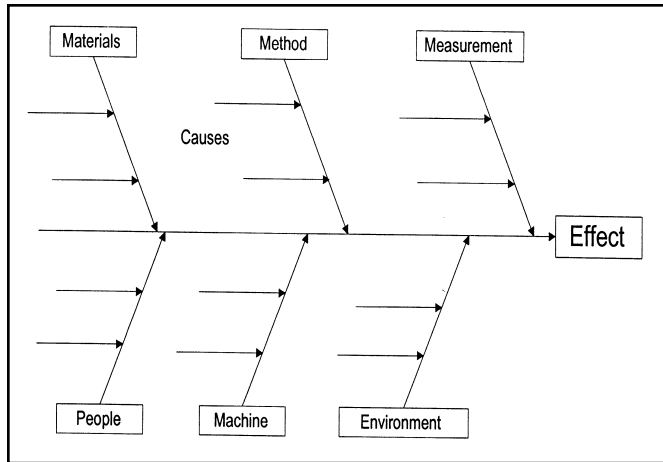 Materials
Method
Measurement
Causes
Effect
People
Machine
Environment